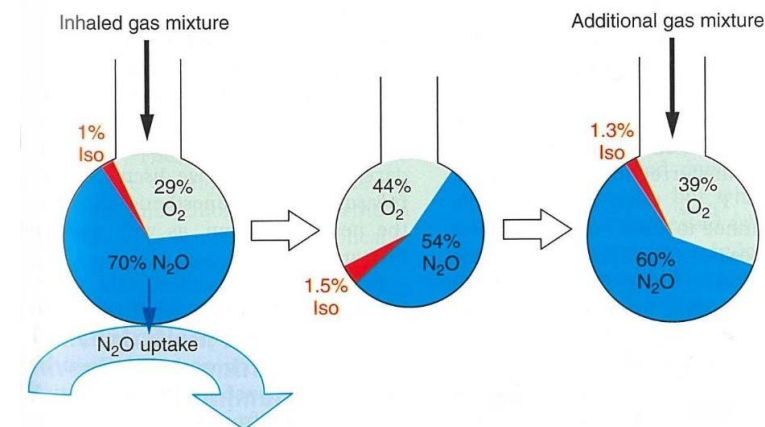 Inhaled gas mixture
Additional gas mixture
1%
Iso
29%
O₂
70% N₂O
N₂O uptake
44%
O₂
54%
N₂O
1.5%
Iso
1.3%
Iso
39%
O₂
60%
N₂O